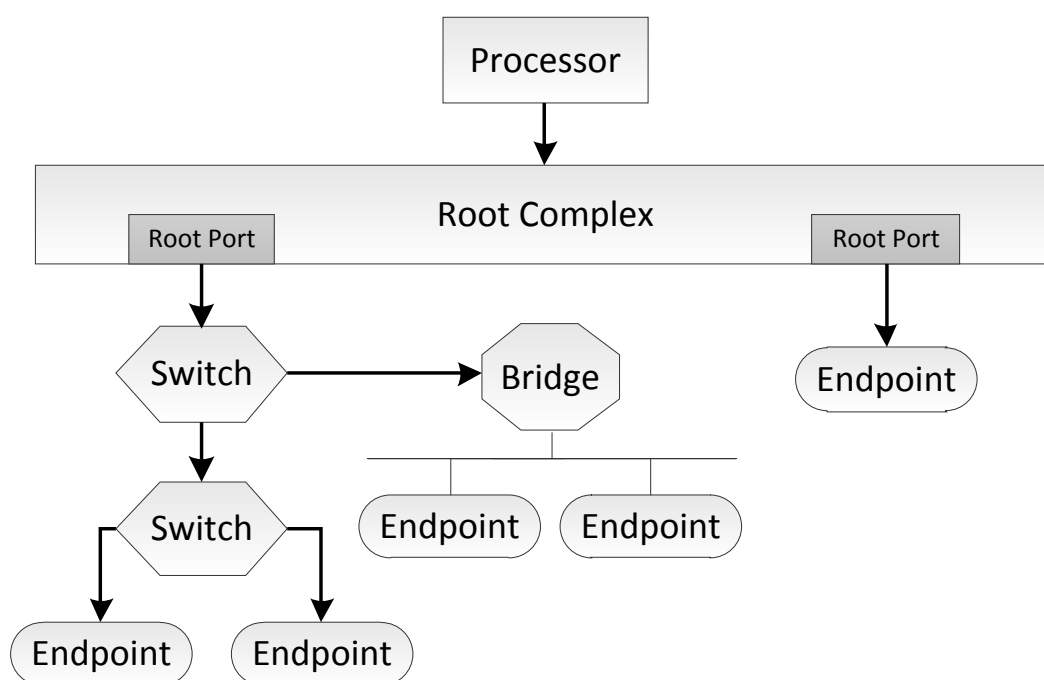 Processor
Root Complex
Root Port
Root Port
Switch
Bridge
Endpoint
Switch
Endpoint
Endpoint
Endpoint
Endpoint